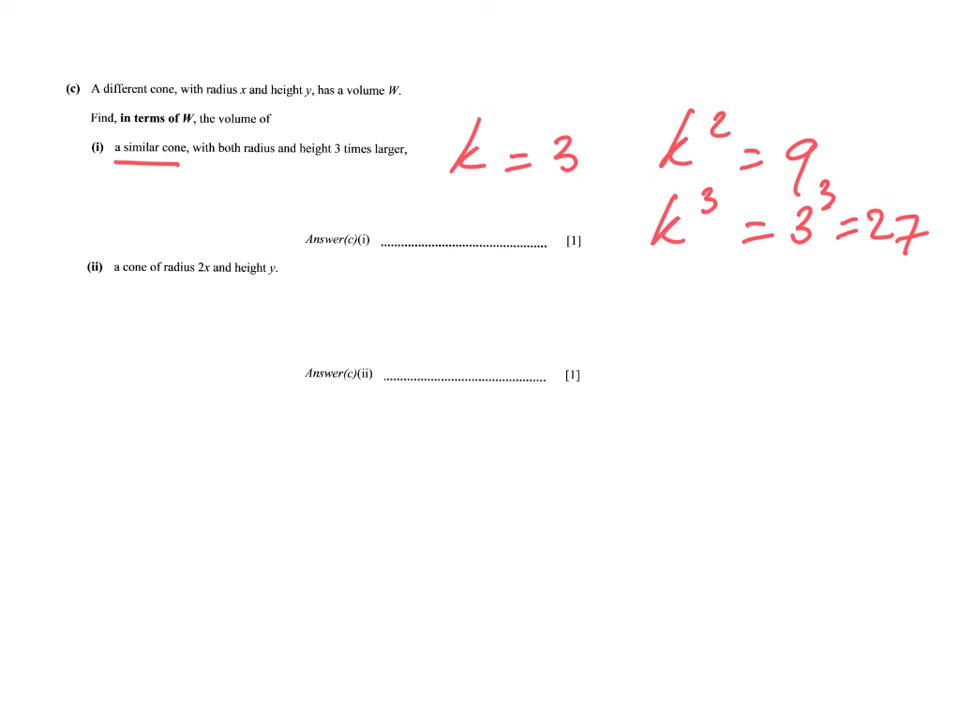 (c) A different cone, with radius x and height y, has a volume W.
Find, in terms of W, the volume of
(i) a similar cone, with both radius and height 3 times larger,
k = 3
k² = 9
k³ = 3³ = 27
Answer(c)(i) ................................................ [1]
(ii) a cone of radius 2x and height y.
Answer(c)(ii) ................................................ [1]